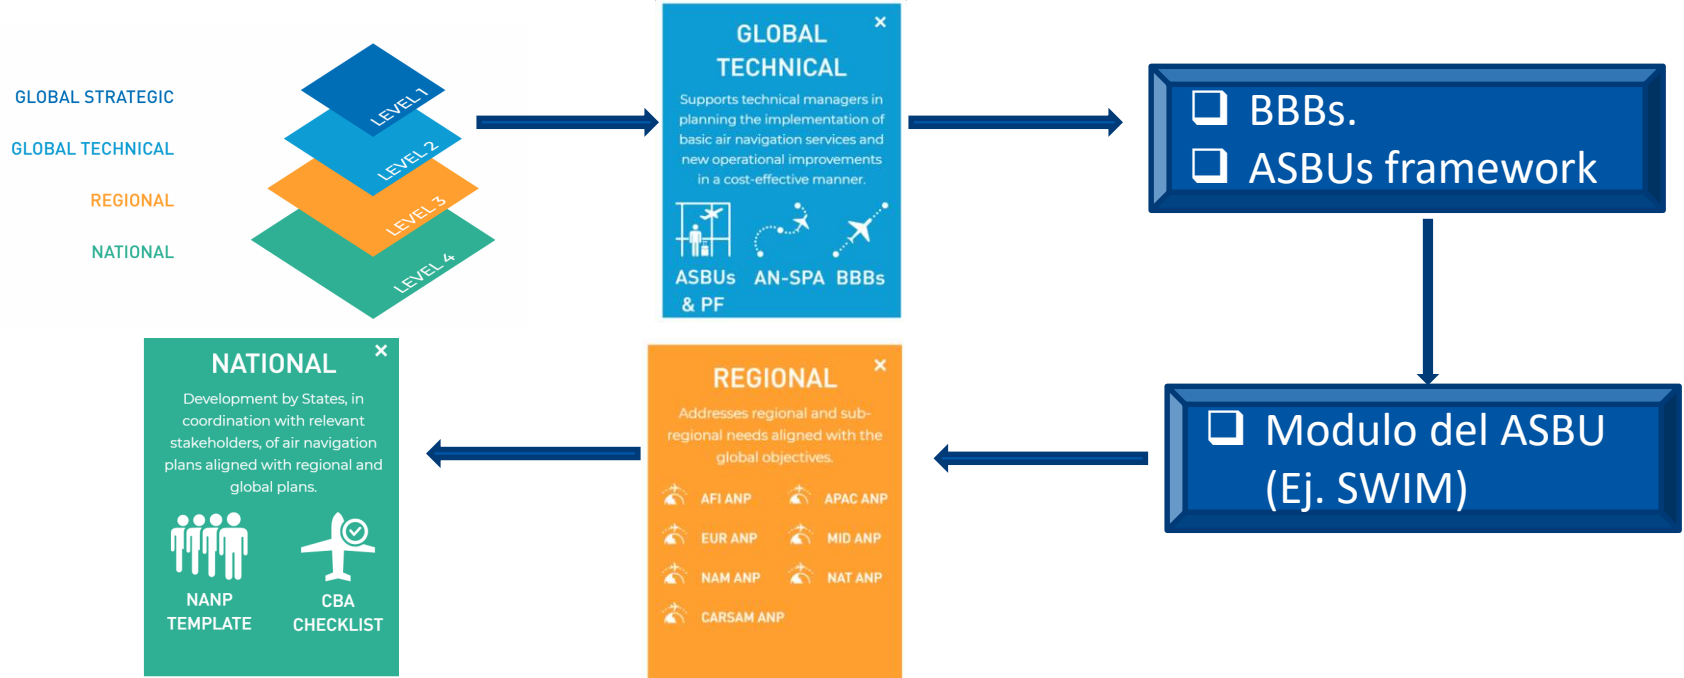 GLOBAL STRATEGIC
GLOBAL TECHNICAL
REGIONAL
NATIONAL
LEVEL 1
LEVEL 2
LEVEL 3
LEVEL 4
×
GLOBAL
TECHNICAL
Supports technical managers in
planning the implementation of
basic air navigation services and
new operational improvements
in a cost-effective manner.
ASBUs
& PF
AN-SPA
BBBs
BBBs.
ASBUs framework
Modulo del ASBU
(Ej. SWIM)
×
REGIONAL
Addresses regional and sub-
regional needs aligned with the
global objectives.
AFI ANP
APAC ANP
EUR ANP
MID ANP
NAM ANP
NAT ANP
CARSAM ANP
×
NATIONAL
Development by States, in
coordination with relevant
stakeholders, of air navigation
plans aligned with regional and
global plans.
NANP
TEMPLATE
CBA
CHECKLIST